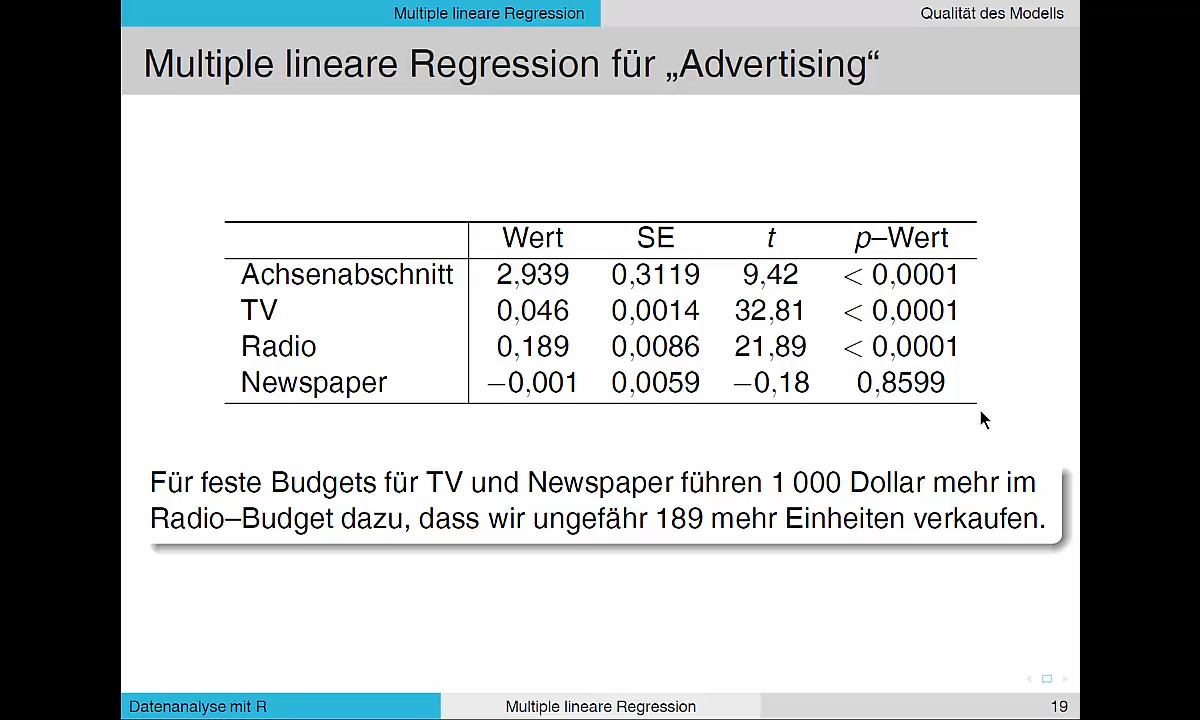 Multiple lineare Regression Qualität des Modells
Multiple lineare Regression für „Advertising“
Wert SE t p–Wert
Achsenabschnitt 2,939 0,3119 9,42 < 0,0001
TV 0,046 0,0014 32,81 < 0,0001
Radio 0,189 0,0086 21,89 < 0,0001
Newspaper −0,001 0,0059 −0,18 0,8599
Für feste Budgets für TV und Newspaper führen 1 000 Dollar mehr im
Radio–Budget dazu, dass wir ungefähr 189 mehr Einheiten verkaufen.
Datenanalyse mit R Multiple lineare Regression 19